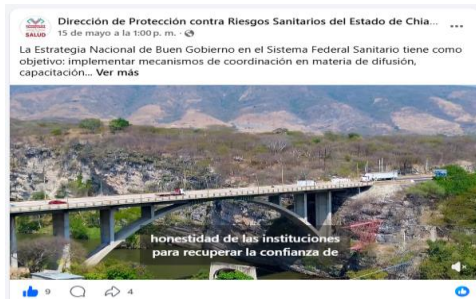 SALUD
Dirección de Protección contra Riesgos Sanitarios del Estado de Chia...
15 de mayo a la 1:00 p. m. ·
La Estrategia Nacional de Buen Gobierno en el Sistema Federal Sanitario tiene como
objetivo: implementar mecanismos de coordinación en materia de difusión,
capacitación... Ver más
honestidad de las instituciones
para recuperar la confianza de
9
4